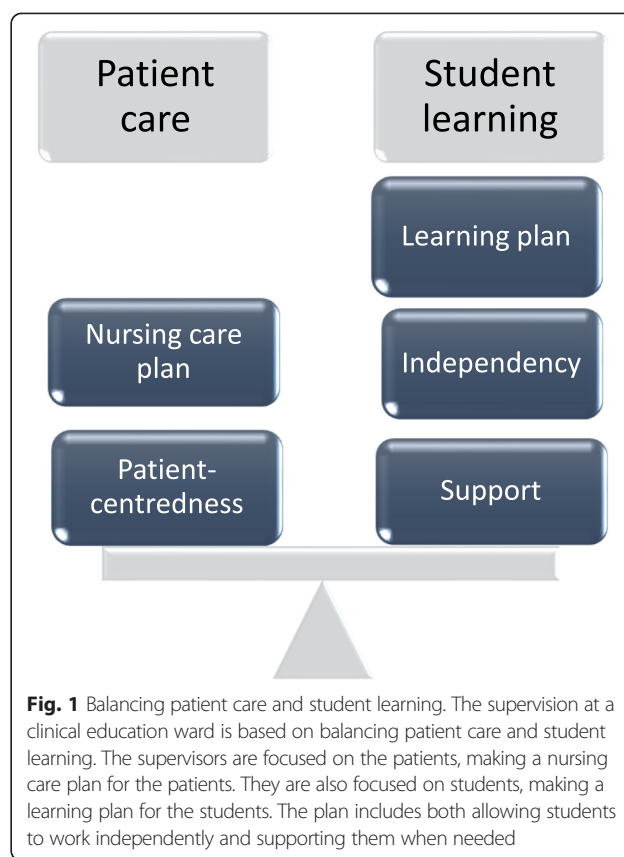 Patient
care
Student
learning
Learning plan
Nursing care
plan
Independency
Patient-
centredness
Support
Fig. 1 Balancing patient care and student learning. The supervision at a
clinical education ward is based on balancing patient care and student
learning. The supervisors are focused on the patients, making a nursing
care plan for the patients. They are also focused on students, making a
learning plan for the students. The plan includes both allowing students
to work independently and supporting them when needed